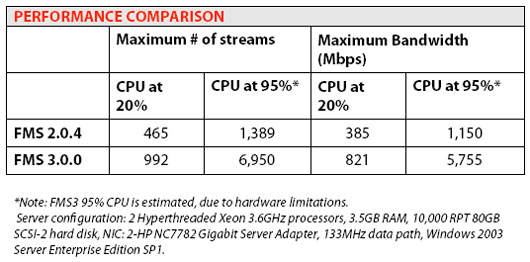 PERFORMANCE COMPARISON
Maximum # of streams Maximum Bandwidth
(Mbps)
CPU at
20% CPU at 95%* CPU at
20% CPU at 95%*
FMS 2.0.4 465 1,389 385 1,150
FMS 3.0.0 992 6,950 821 5,755
*Note: FMS3 95% CPU is estimated, due to hardware limitations.
Server configuration: 2 Hyperthreaded Xeon 3.6GHz processors, 3.5GB RAM, 10,000 RPT 80GB
SCSI-2 hard disk, NIC: 2-HP NC7782 Gigabit Server Adapter, 133MHz data path, Windows 2003
Server Enterprise Edition SP1.